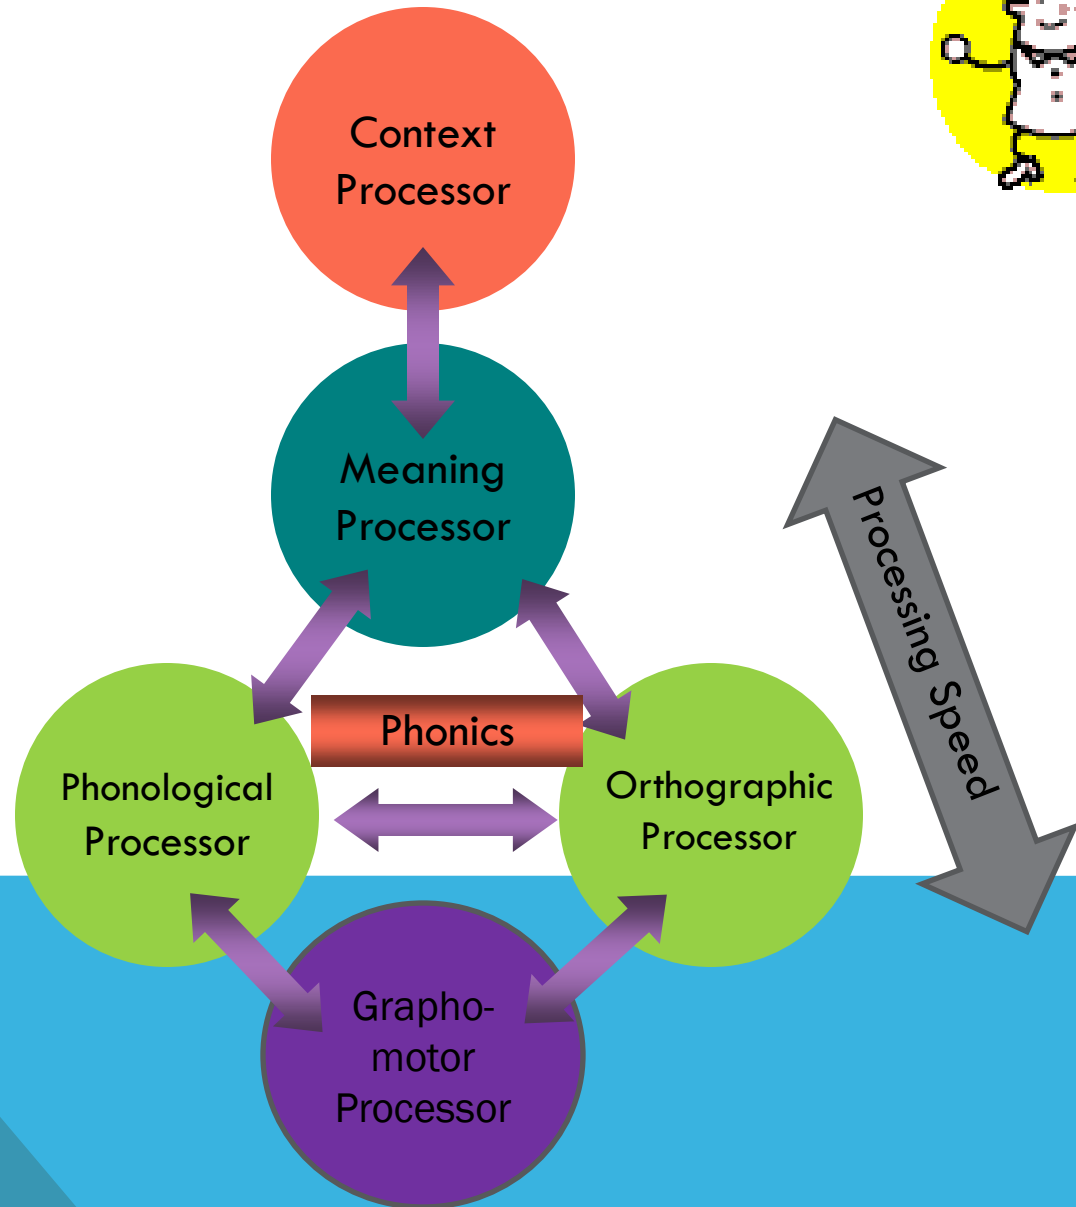 Context
Processor
Meaning
Processor
Processing Speed
Phonics
Phonological
Processor
Orthographic
Processor
Grapho-
motor
Processor